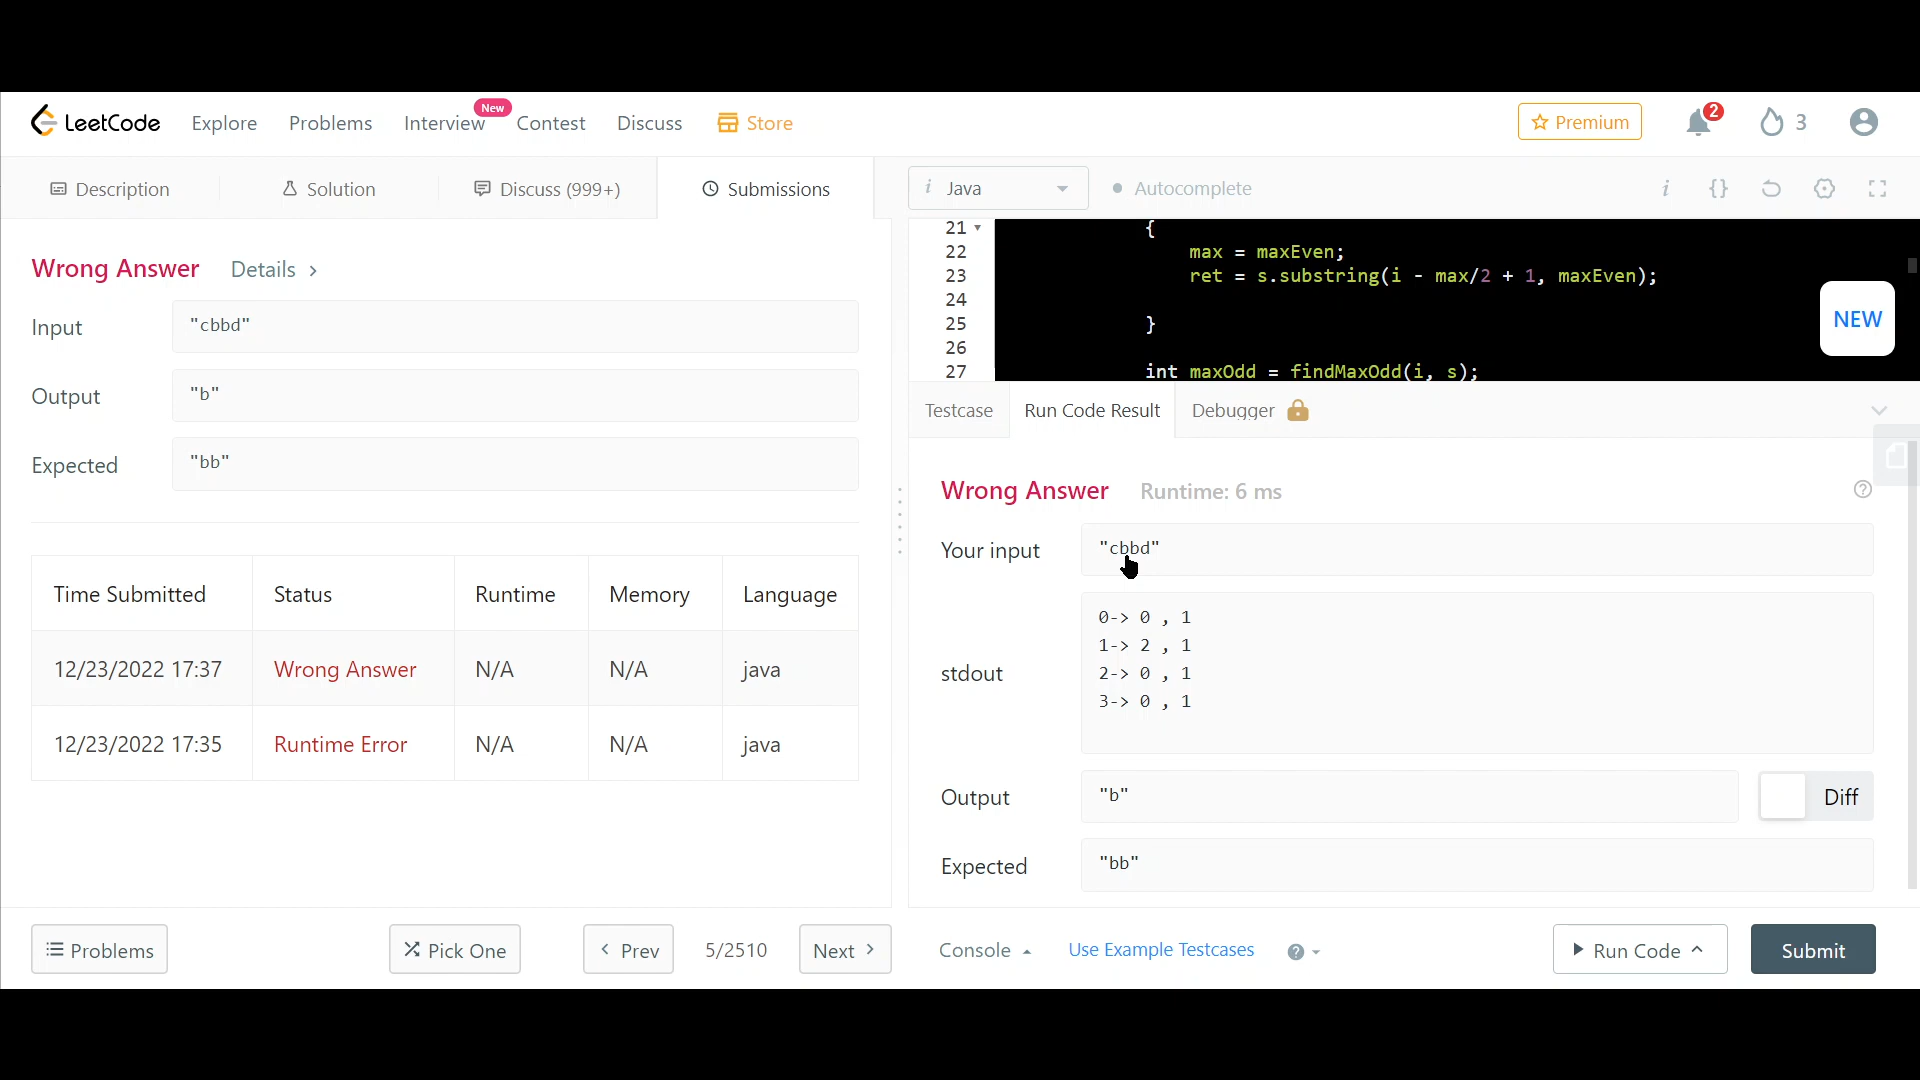 LeetCode Explore Problems Interview New Contest Discuss Store Premium 2 3
Description Solution Discuss (999+) Submissions
i Java Autocomplete i {}
Wrong Answer Details >
Input "cbbd"
Output "b"
Expected "bb"
Time Submitted Status Runtime Memory Language
12/23/2022 17:37 Wrong Answer N/A N/A java
12/23/2022 17:35 Runtime Error N/A N/A java
Problems Pick One < Prev 5/2510 Next >
21 {
22 max = maxEven;
23 ret = s.substring(i - max/2 + 1, maxEven);
24
25 }
26
27 int maxOdd = findMaxOdd(i, s);
NEW
Testcase Run Code Result Debugger
Wrong Answer Runtime: 6 ms ?
Your input "cbbd"
stdout
0-> 0 , 1
1-> 2 , 1
2-> 0 , 1
3-> 0 , 1
Output "b" Diff
Expected "bb"
Console Use Example Testcases ? Run Code Submit